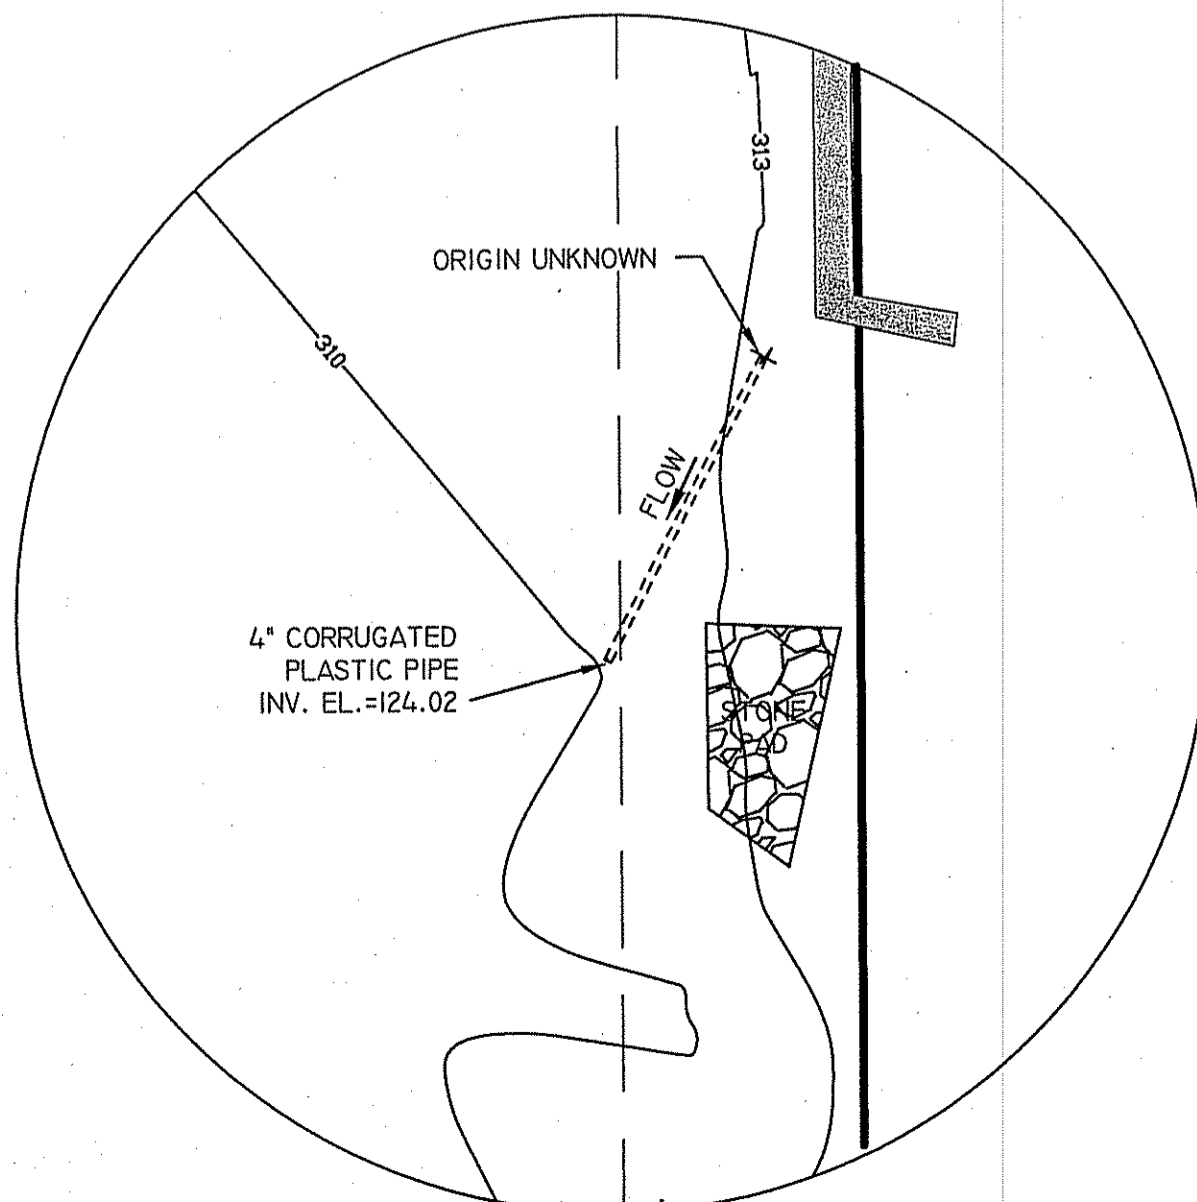 313
ORIGIN UNKNOWN
310
FLOW
4" CORRUGATED
PLASTIC PIPE
INV. EL.=124.02
STONE
PAD